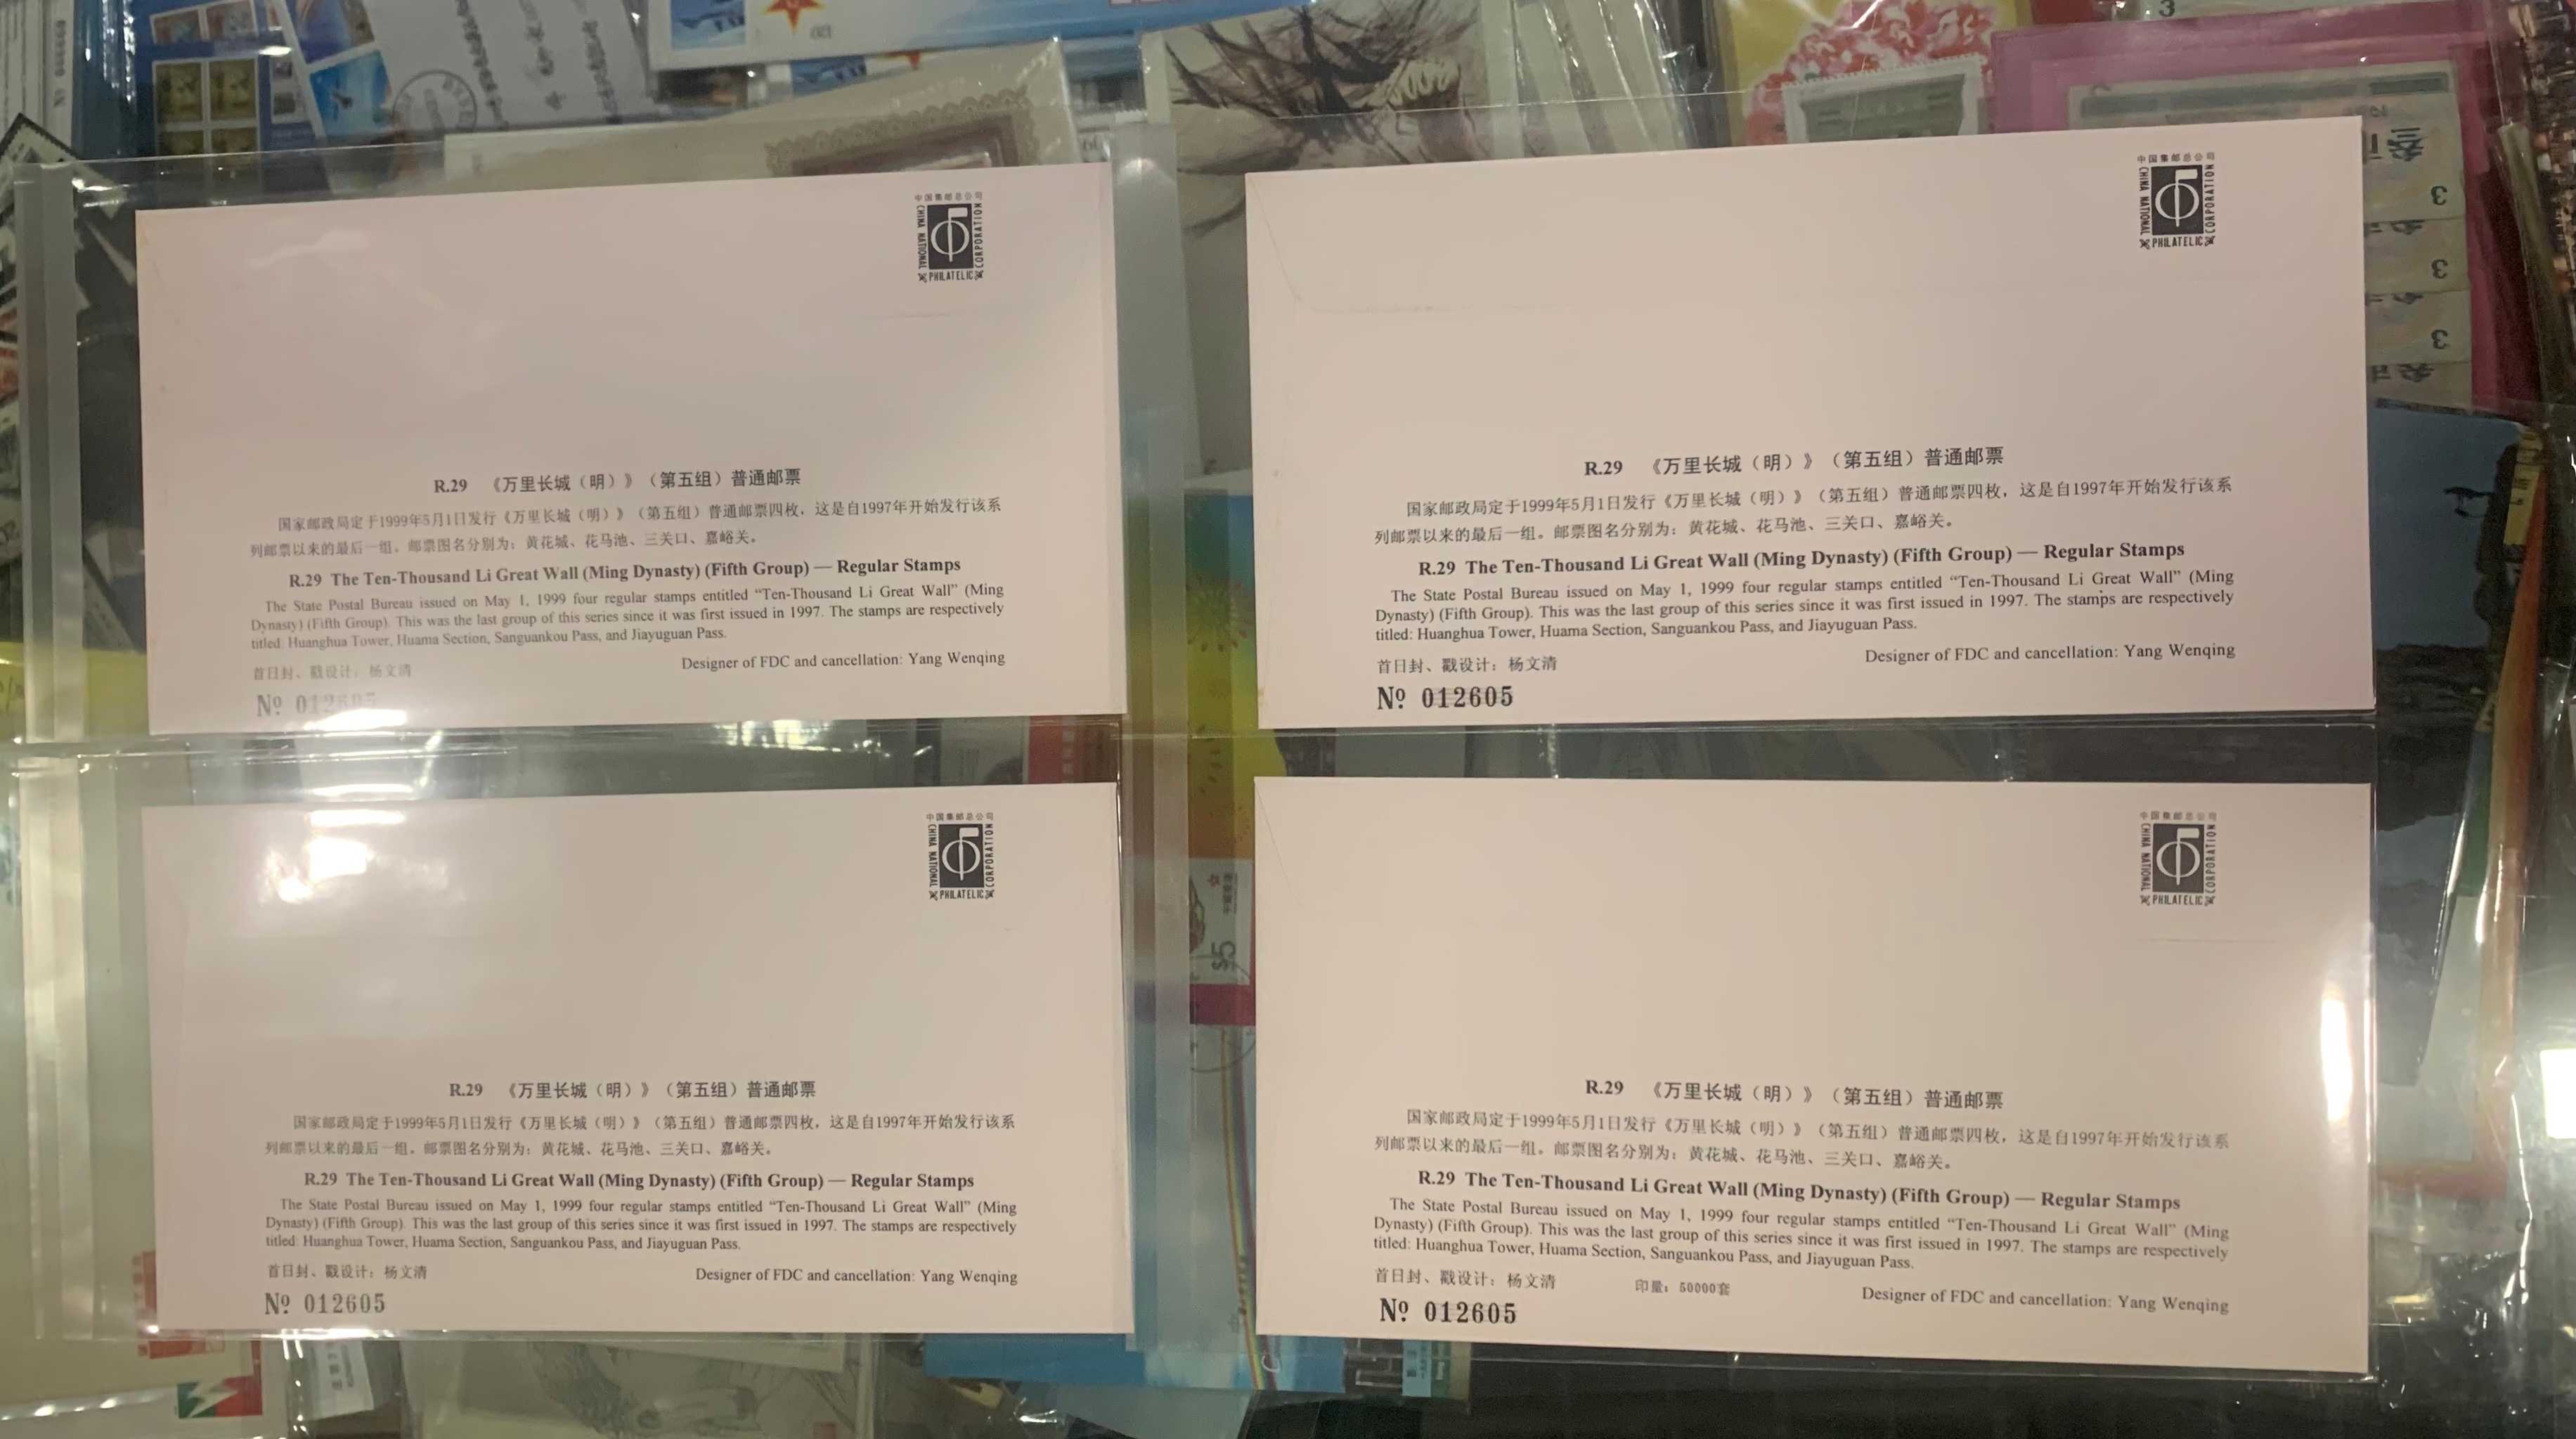 中国集邮总公司
CHINA NATIONAL
PHILATELIC
CORPORATION
R.29 《万里长城（明）》（第五组）普通邮票
国家邮政局定于1999年5月1日发行《万里长城（明）》（第五组）普通邮票四枚，这是自1997年开始发行该系
列邮票以来的最后一组。邮票图名分别为：黄花城、花马池、三关口、嘉峪关。
R.29 The Ten-Thousand Li Great Wall (Ming Dynasty) (Fifth Group) — Regular Stamps
The State Postal Bureau issued on May 1, 1999 four regular stamps entitled “Ten-Thousand Li Great Wall” (Ming
Dynasty) (Fifth Group). This was the last group of this series since it was first issued in 1997. The stamps are respectively
titled: Huanghua Tower, Huama Section, Sanguankou Pass, and Jiayuguan Pass.
首日封、戳设计：杨文清
Designer of FDC and cancellation: Yang Wenqing
Nº 012605
中国集邮总公司
CHINA NATIONAL
PHILATELIC
CORPORATION
R.29 《万里长城（明）》（第五组）普通邮票
国家邮政局定于1999年5月1日发行《万里长城（明）》（第五组）普通邮票四枚，这是自1997年开始发行该系
列邮票以来的最后一组。邮票图名分别为：黄花城、花马池、三关口、嘉峪关。
R.29 The Ten-Thousand Li Great Wall (Ming Dynasty) (Fifth Group) — Regular Stamps
The State Postal Bureau issued on May 1, 1999 four regular stamps entitled “Ten-Thousand Li Great Wall” (Ming
Dynasty) (Fifth Group). This was the last group of this series since it was first issued in 1997. The stamps are respectively
titled: Huanghua Tower, Huama Section, Sanguankou Pass, and Jiayuguan Pass.
首日封、戳设计：杨文清
Designer of FDC and cancellation: Yang Wenqing
Nº 012605
中国集邮总公司
CHINA NATIONAL
PHILATELIC
CORPORATION
R.29 《万里长城（明）》（第五组）普通邮票
国家邮政局定于1999年5月1日发行《万里长城（明）》（第五组）普通邮票四枚，这是自1997年开始发行该系
列邮票以来的最后一组。邮票图名分别为：黄花城、花马池、三关口、嘉峪关。
R.29 The Ten-Thousand Li Great Wall (Ming Dynasty) (Fifth Group) — Regular Stamps
The State Postal Bureau issued on May 1, 1999 four regular stamps entitled “Ten-Thousand Li Great Wall” (Ming
Dynasty) (Fifth Group). This was the last group of this series since it was first issued in 1997. The stamps are respectively
titled: Huanghua Tower, Huama Section, Sanguankou Pass, and Jiayuguan Pass.
首日封、戳设计：杨文清
Designer of FDC and cancellation: Yang Wenqing
Nº 012605
中国集邮总公司
CHINA NATIONAL
PHILATELIC
CORPORATION
R.29 《万里长城（明）》（第五组）普通邮票
国家邮政局定于1999年5月1日发行《万里长城（明）》（第五组）普通邮票四枚，这是自1997年开始发行该系
列邮票以来的最后一组。邮票图名分别为：黄花城、花马池、三关口、嘉峪关。
R.29 The Ten-Thousand Li Great Wall (Ming Dynasty) (Fifth Group) — Regular Stamps
The State Postal Bureau issued on May 1, 1999 four regular stamps entitled “Ten-Thousand Li Great Wall” (Ming
Dynasty) (Fifth Group). This was the last group of this series since it was first issued in 1997. The stamps are respectively
titled: Huanghua Tower, Huama Section, Sanguankou Pass, and Jiayuguan Pass.
首日封、戳设计：杨文清
印量：50000套
Designer of FDC and cancellation: Yang Wenqing
Nº 012605
3
3
3
3
$5